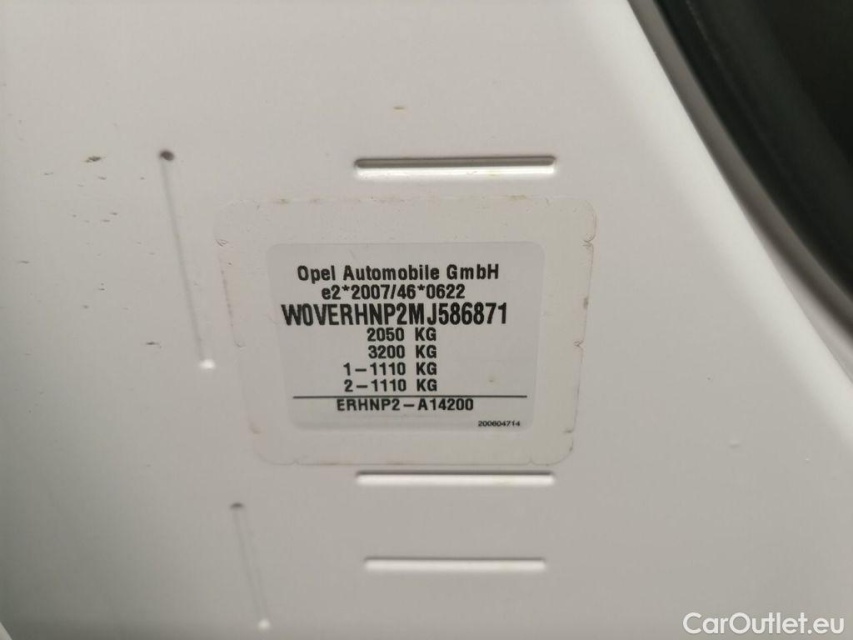 Opel Automobile GmbH
e2*2007/46*0622
W0VERHNP2MJ586871
2050 KG
3200 KG
1-1110 KG
2-1110 KG
ERHNP2-A14200
200604714
CarOutlet.eu